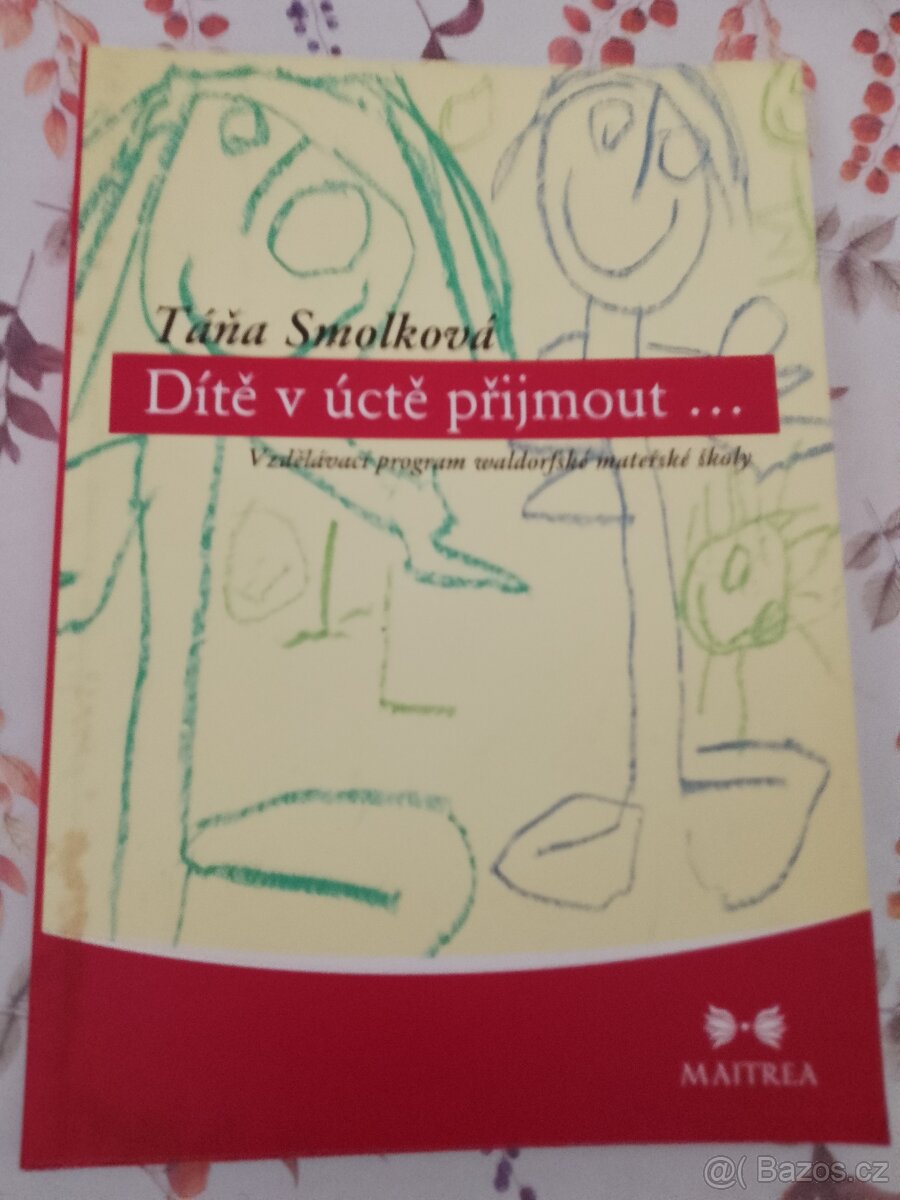 Táňa Smolková
Dítě v úctě přijmout ...
Vzdělávací program waldorfské mateřské školy
MAITREA
@( Bazos.cz